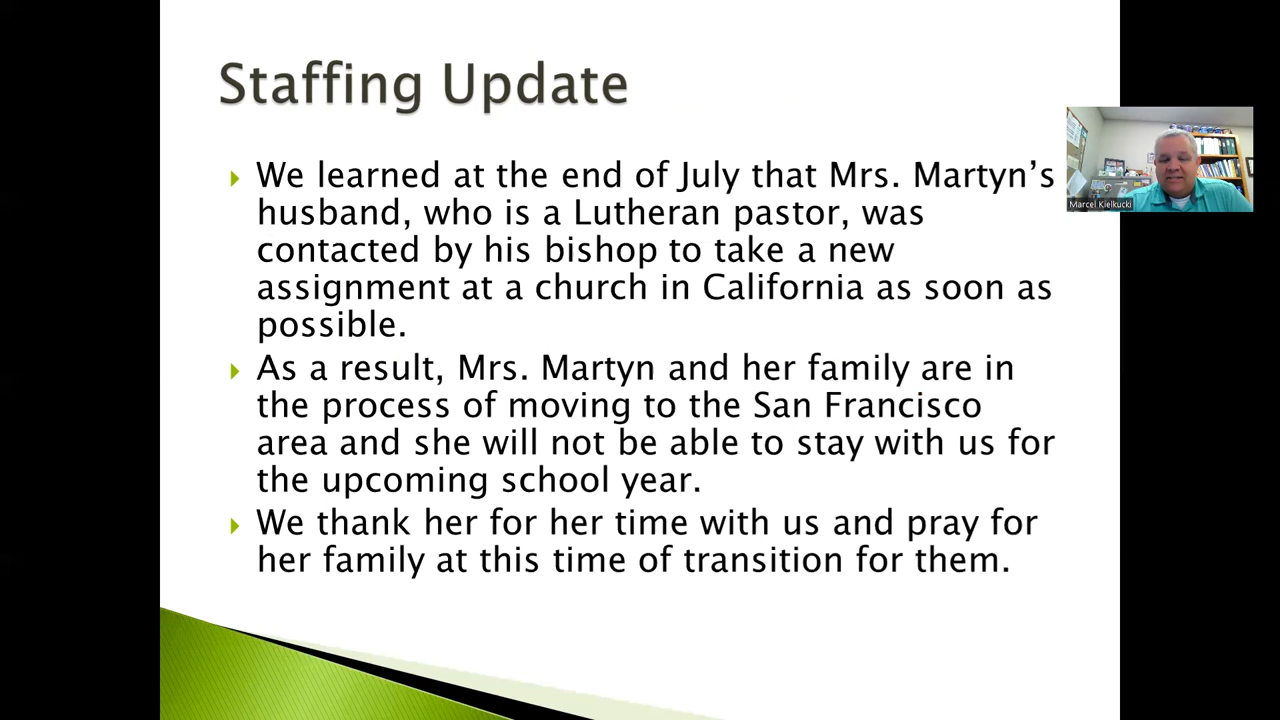 Staffing Update
We learned at the end of July that Mrs. Martyn’s
husband, who is a Lutheran pastor, was
contacted by his bishop to take a new
assignment at a church in California as soon as
possible.
As a result, Mrs. Martyn and her family are in
the process of moving to the San Francisco
area and she will not be able to stay with us for
the upcoming school year.
We thank her for her time with us and pray for
her family at this time of transition for them.
Marcel Kielkucki